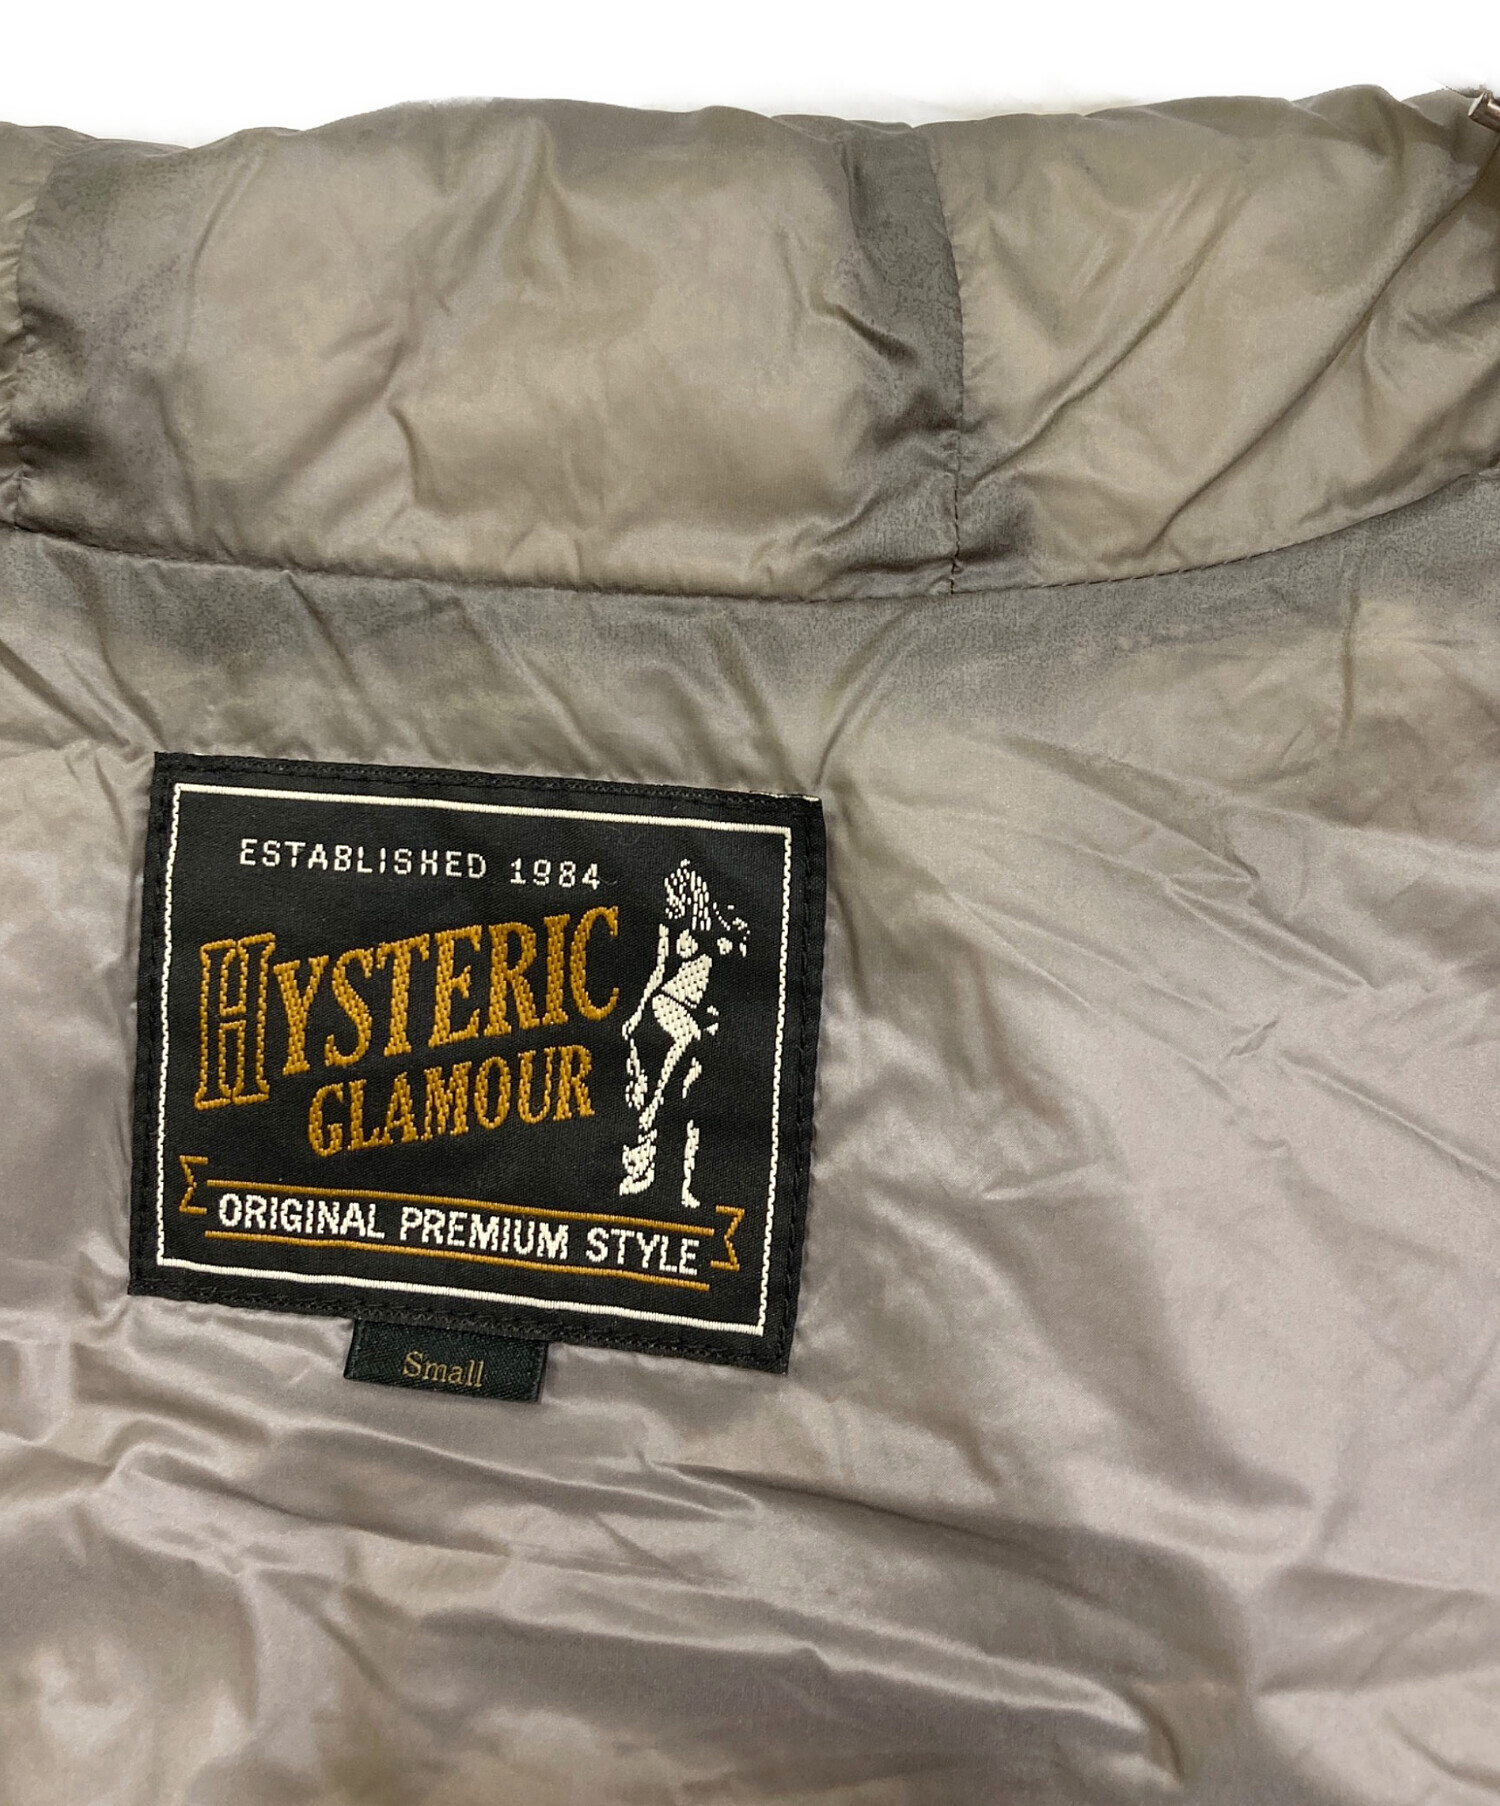 ESTABLISHED 1984
HYSTERIC
GLAMOUR
ORIGINAL PREMIUM STYLE
Small